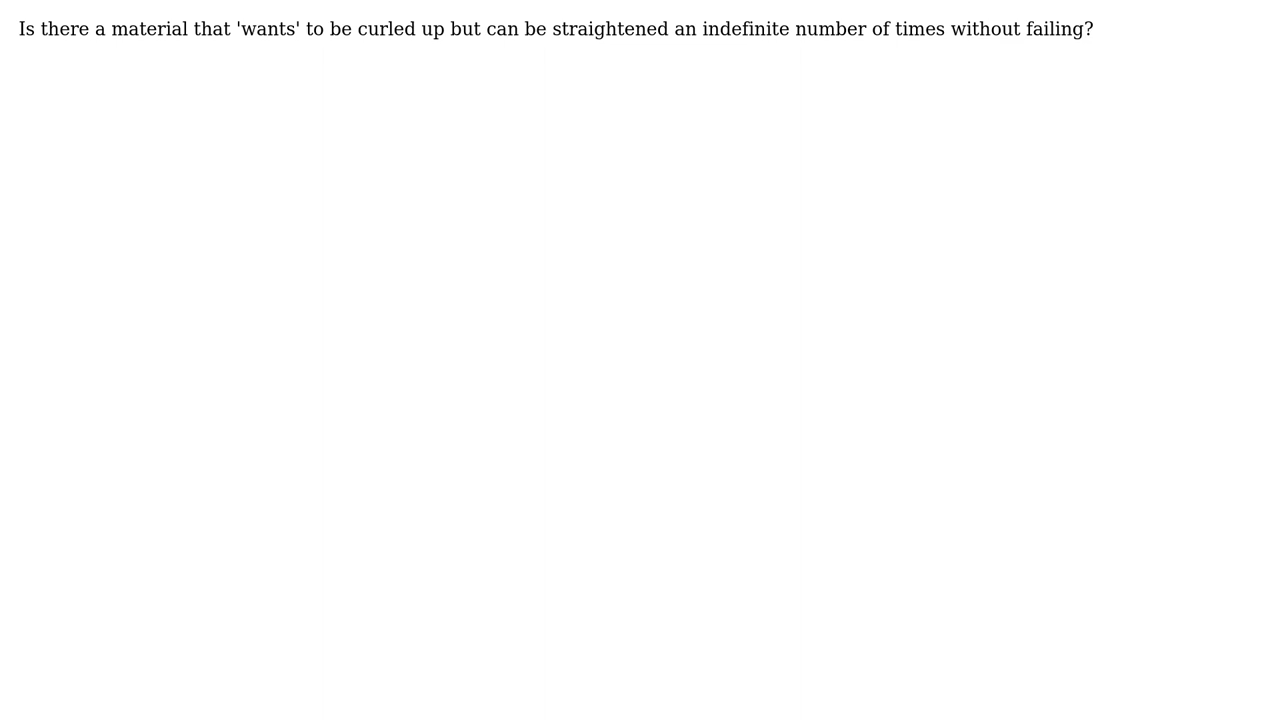 Is there a material that 'wants' to be curled up but can be straightened an indefinite number of times without failing?